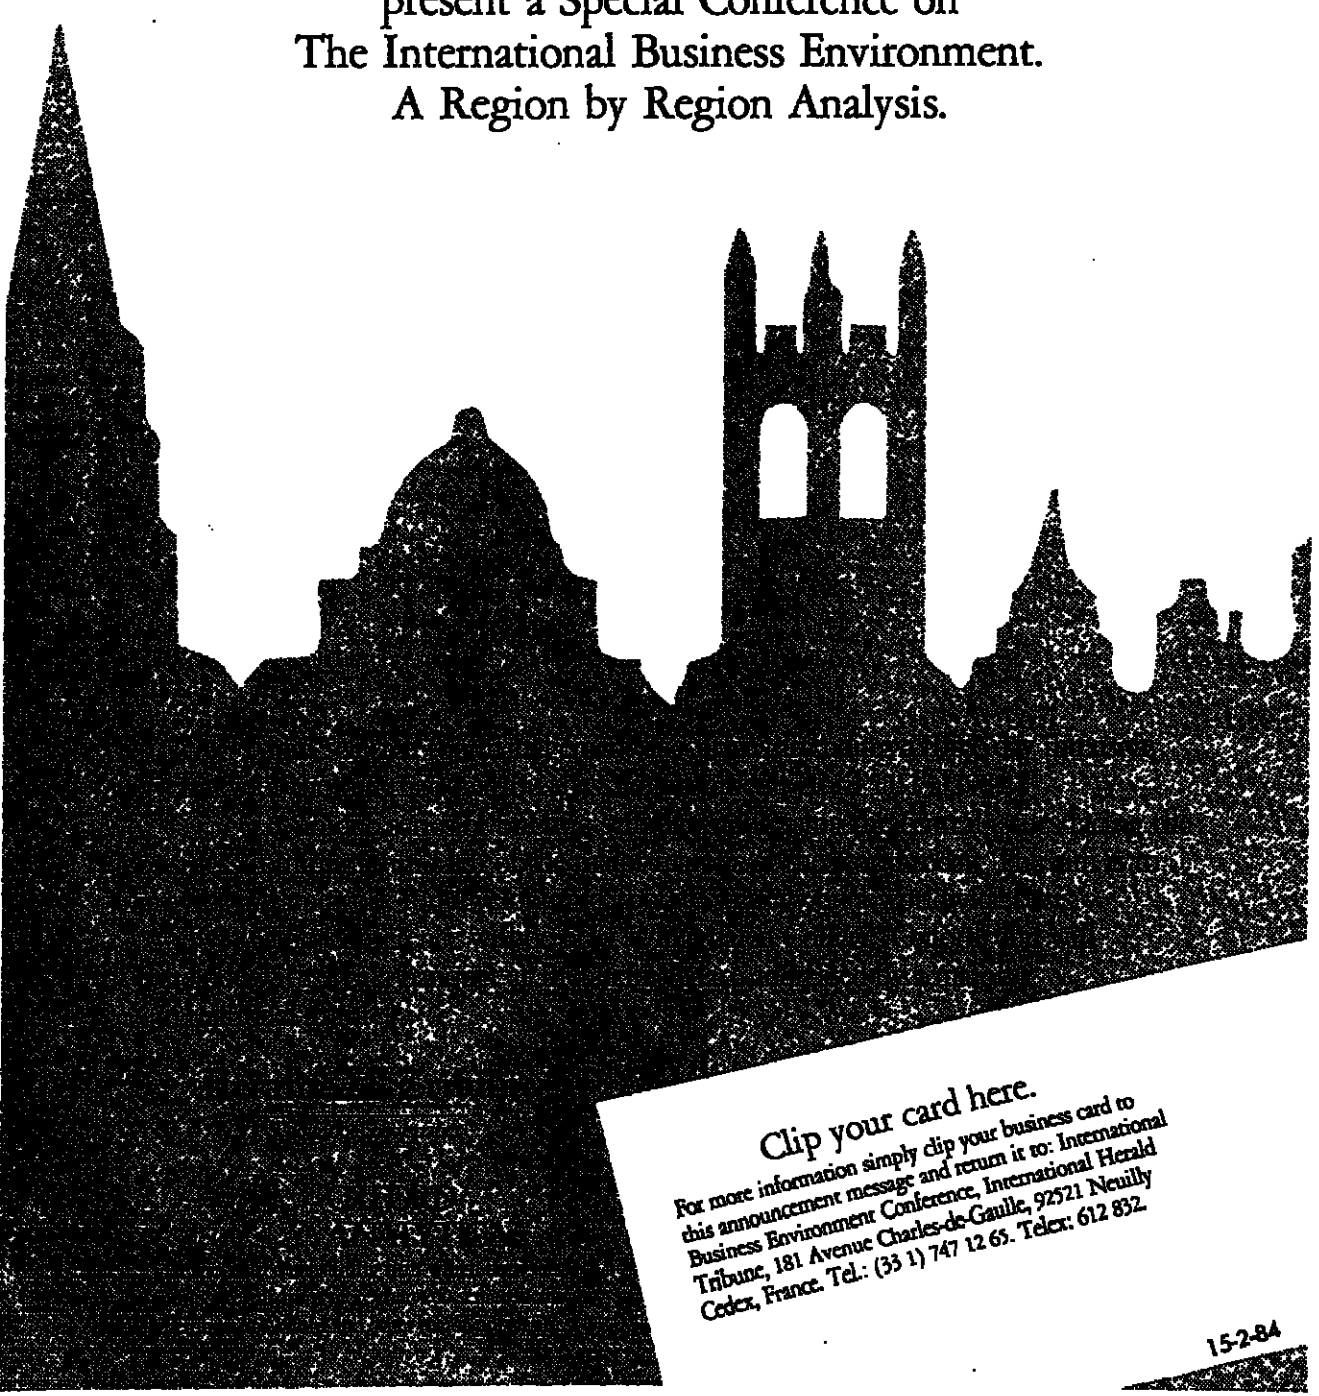 present a Special Conference on
The International Business Environment.
A Region by Region Analysis.
Clip your card here.
For more information simply clip your business card to
this announcement message and return it to: International
Business Environment Conference, International Herald
Tribune, 181 Avenue Charles-de-Gaulle, 92521 Neuilly
Cedex, France. Tel.: (33 1) 747 12 65. Telex: 612 832.
15-2-84